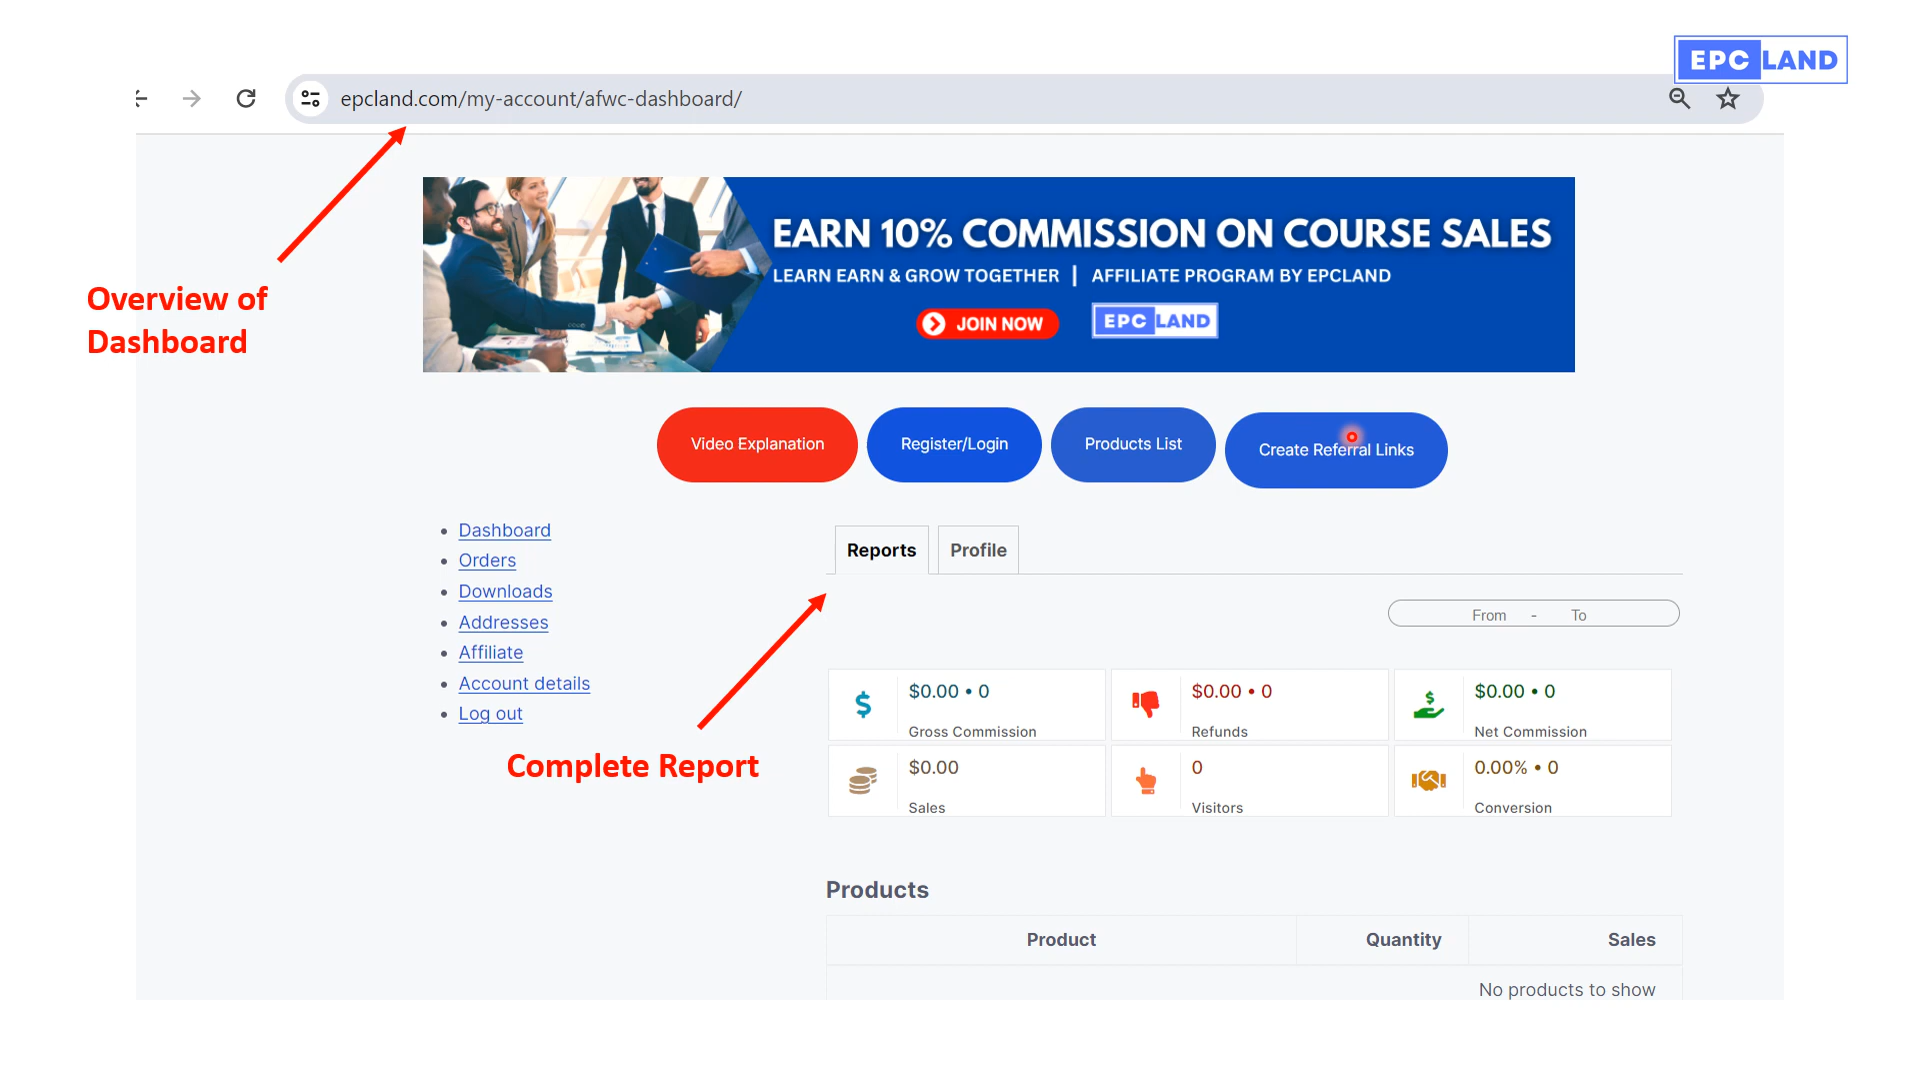 EPC LAND
epcland.com/my-account/afwc-dashboard/
EARN 10% COMMISSION ON COURSE SALES
LEARN EARN & GROW TOGETHER | AFFILIATE PROGRAM BY EPCLAND
JOIN NOW
EPC LAND
Overview of
Dashboard
Video Explanation
Register/Login
Products List
Create Referral Links
Dashboard
Orders
Downloads
Addresses
Affiliate
Account details
Log out
Reports
Profile
From - To
Complete Report
$0.00 • 0
Gross Commission
$0.00 • 0
Refunds
$0.00 • 0
Net Commission
$0.00
Sales
0
Visitors
0.00% • 0
Conversion
Products
Product Quantity Sales
No products to show